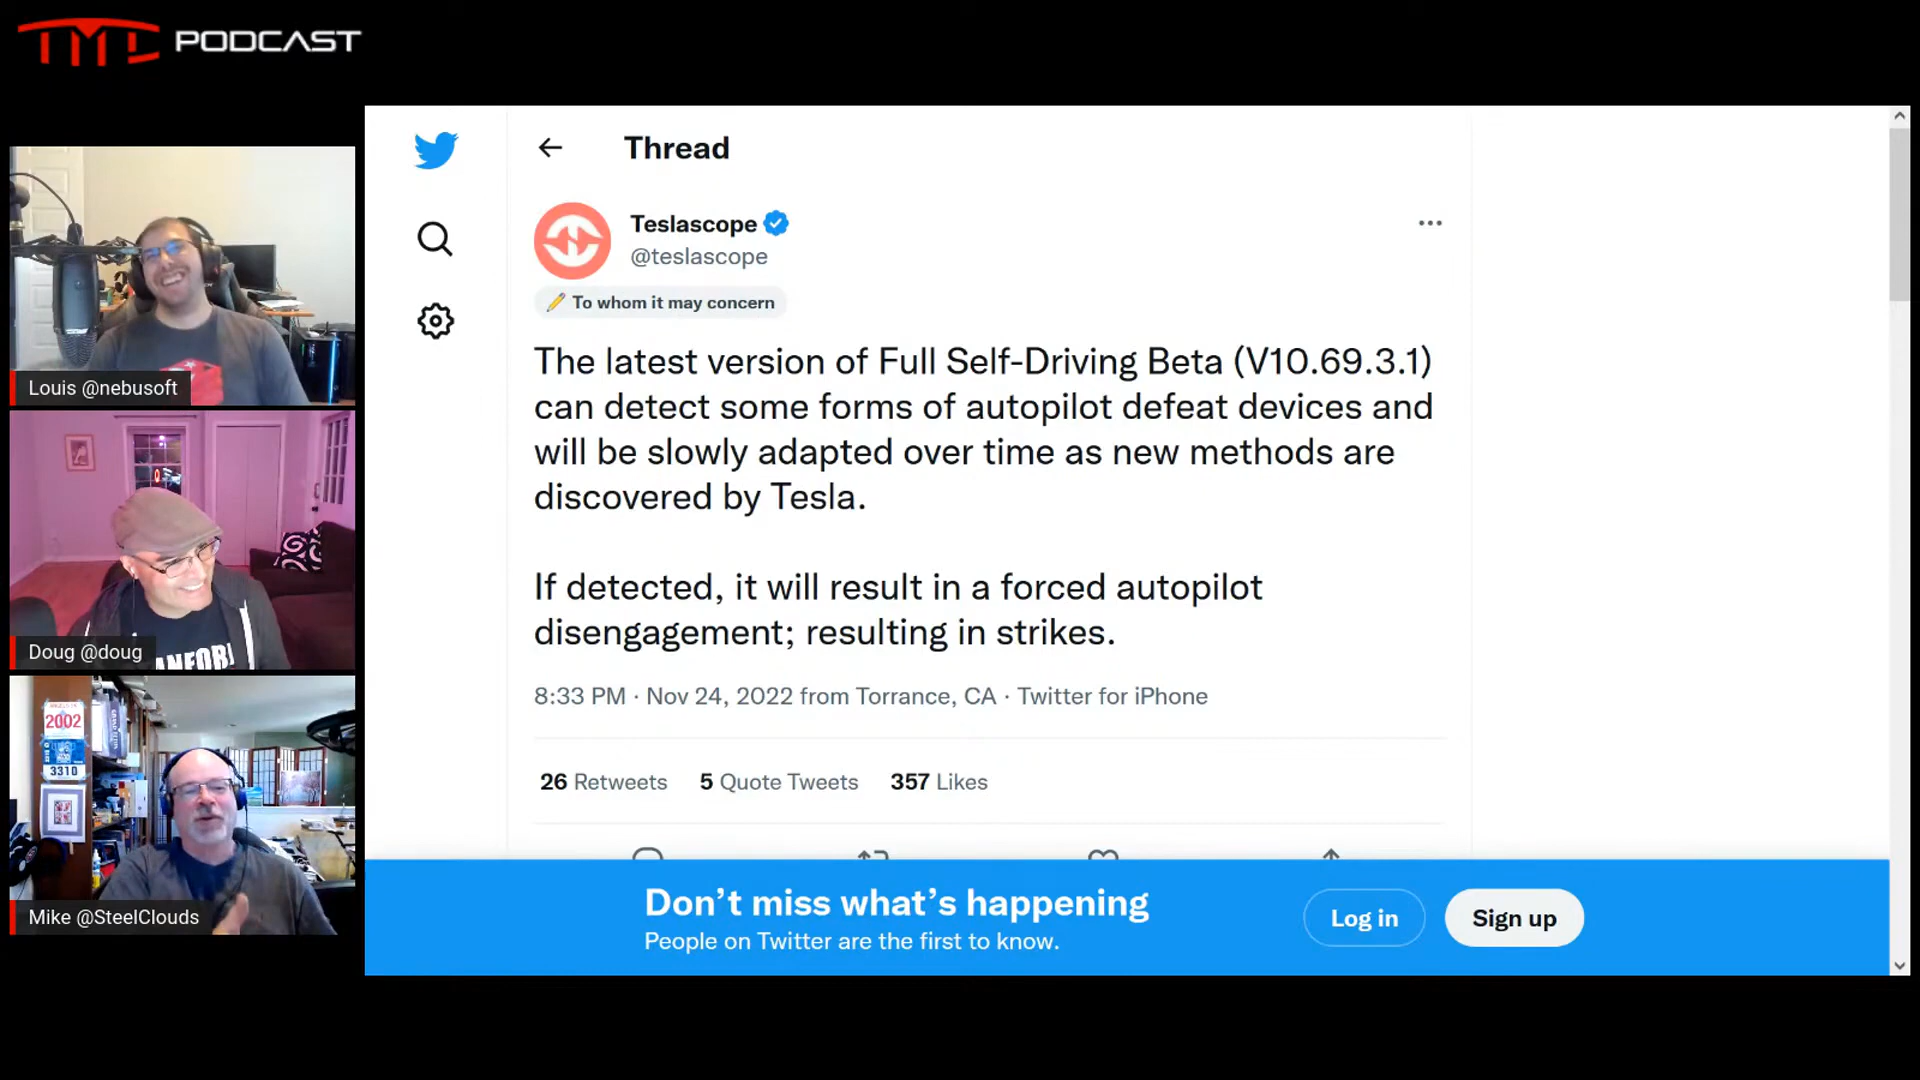 TMC PODCAST
Thread
Teslascope
@teslascope
To whom it may concern
The latest version of Full Self-Driving Beta (V10.69.3.1)
can detect some forms of autopilot defeat devices and
will be slowly adapted over time as new methods are
discovered by Tesla.
If detected, it will result in a forced autopilot
disengagement; resulting in strikes.
8:33 PM · Nov 24, 2022 from Torrance, CA · Twitter for iPhone
26 Retweets 5 Quote Tweets 357 Likes
Don’t miss what’s happening
People on Twitter are the first to know.
Log in
Sign up
Louis @nebusoft
Doug @doug
2002
3310
Mike @SteelClouds